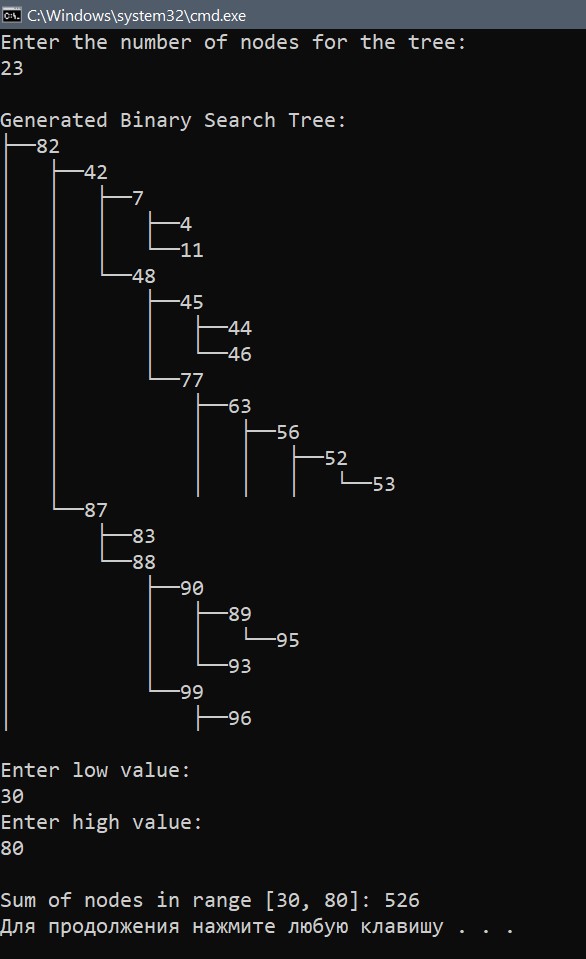 C:\Windows\system32\cmd.exe
Enter the number of nodes for the tree:
23
Generated Binary Search Tree:
├──82
│   ├──42
│   │   ├──7
│   │   │   ├──4
│   │   │   └──11
│   │   └──48
│   │       ├──45
│   │       │   ├──44
│   │       │   └──46
│   │       └──77
│   │           ├──63
│   │           │   ├──56
│   │           │   │   ├──52
│   │           │   │   │   └──53
│   └──87
│       ├──83
│       └──88
│           ├──90
│           │   ├──89
│           │   │   └──95
│           │   └──93
│           └──99
│               ├──96
Enter low value:
30
Enter high value:
80
Sum of nodes in range [30, 80]: 526
Для продолжения нажмите любую клавишу . . .